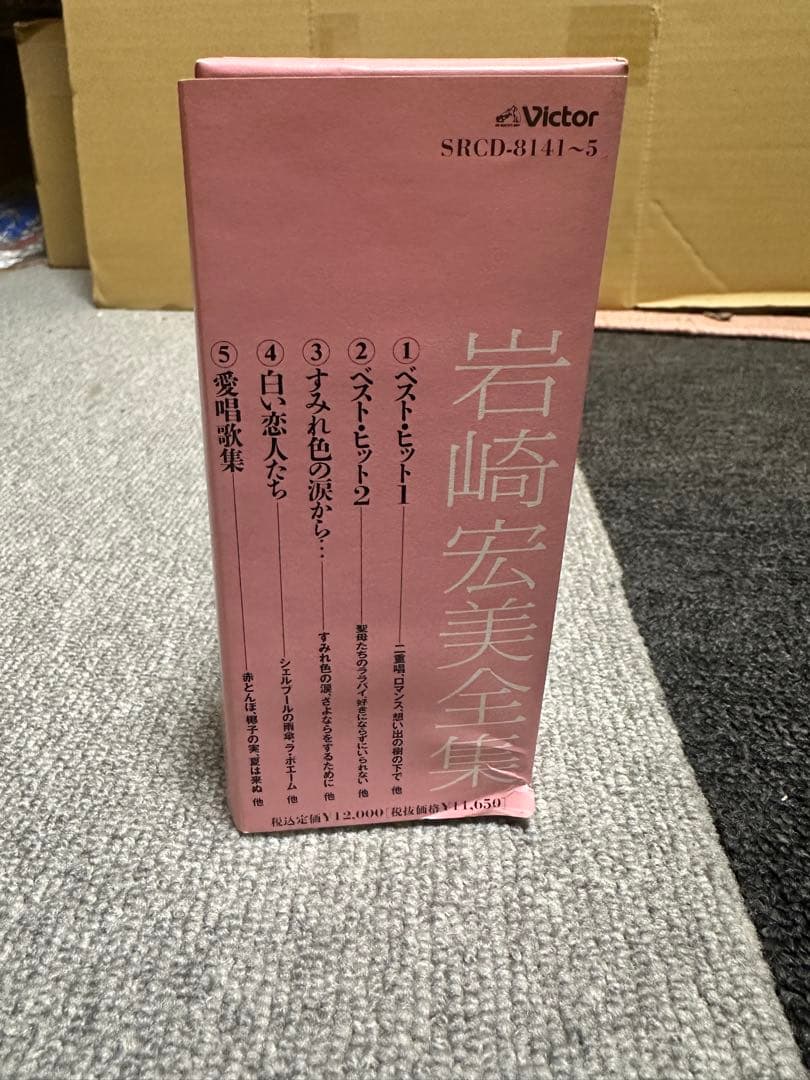 Victor
SRCD-8141〜5
岩崎宏美全集
①ベスト・ヒット1 二重唱、ロマンス、想い出の樹の下で 他
②ベスト・ヒット2 聖母たちのララバイ、好きにならずにいられない 他
③すみれ色の涙から… すみれ色の涙、さよならをするために 他
④白い恋人たち シェルブールの雨傘、ラ・ボエーム 他
⑤愛唱歌集 赤とんぼ、椰子の実、夏は来ぬ 他
税込定価¥12,000[税抜価格¥11,650]